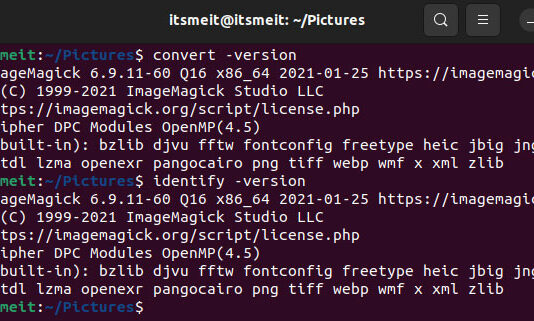 itsmeit@itsmeit: ~/Pictures
meit:~/Pictures$ convert -version
ageMagick 6.9.11-60 Q16 x86_64 2021-01-25 https://imagemagick
(C) 1999-2021 ImageMagick Studio LLC
tps://imagemagick.org/script/license.php
ipher DPC Modules OpenMP(4.5)
built-in): bzlib djvu fftw fontconfig freetype heic jbig jng
tdl lzma openexr pangocairo png tiff webp wmf x xml zlib
meit:~/Pictures$ identify -version
ageMagick 6.9.11-60 Q16 x86_64 2021-01-25 https://imagemagick
(C) 1999-2021 ImageMagick Studio LLC
tps://imagemagick.org/script/license.php
ipher DPC Modules OpenMP(4.5)
built-in): bzlib djvu fftw fontconfig freetype heic jbig jng
tdl lzma openexr pangocairo png tiff webp wmf x xml zlib
meit:~/Pictures$